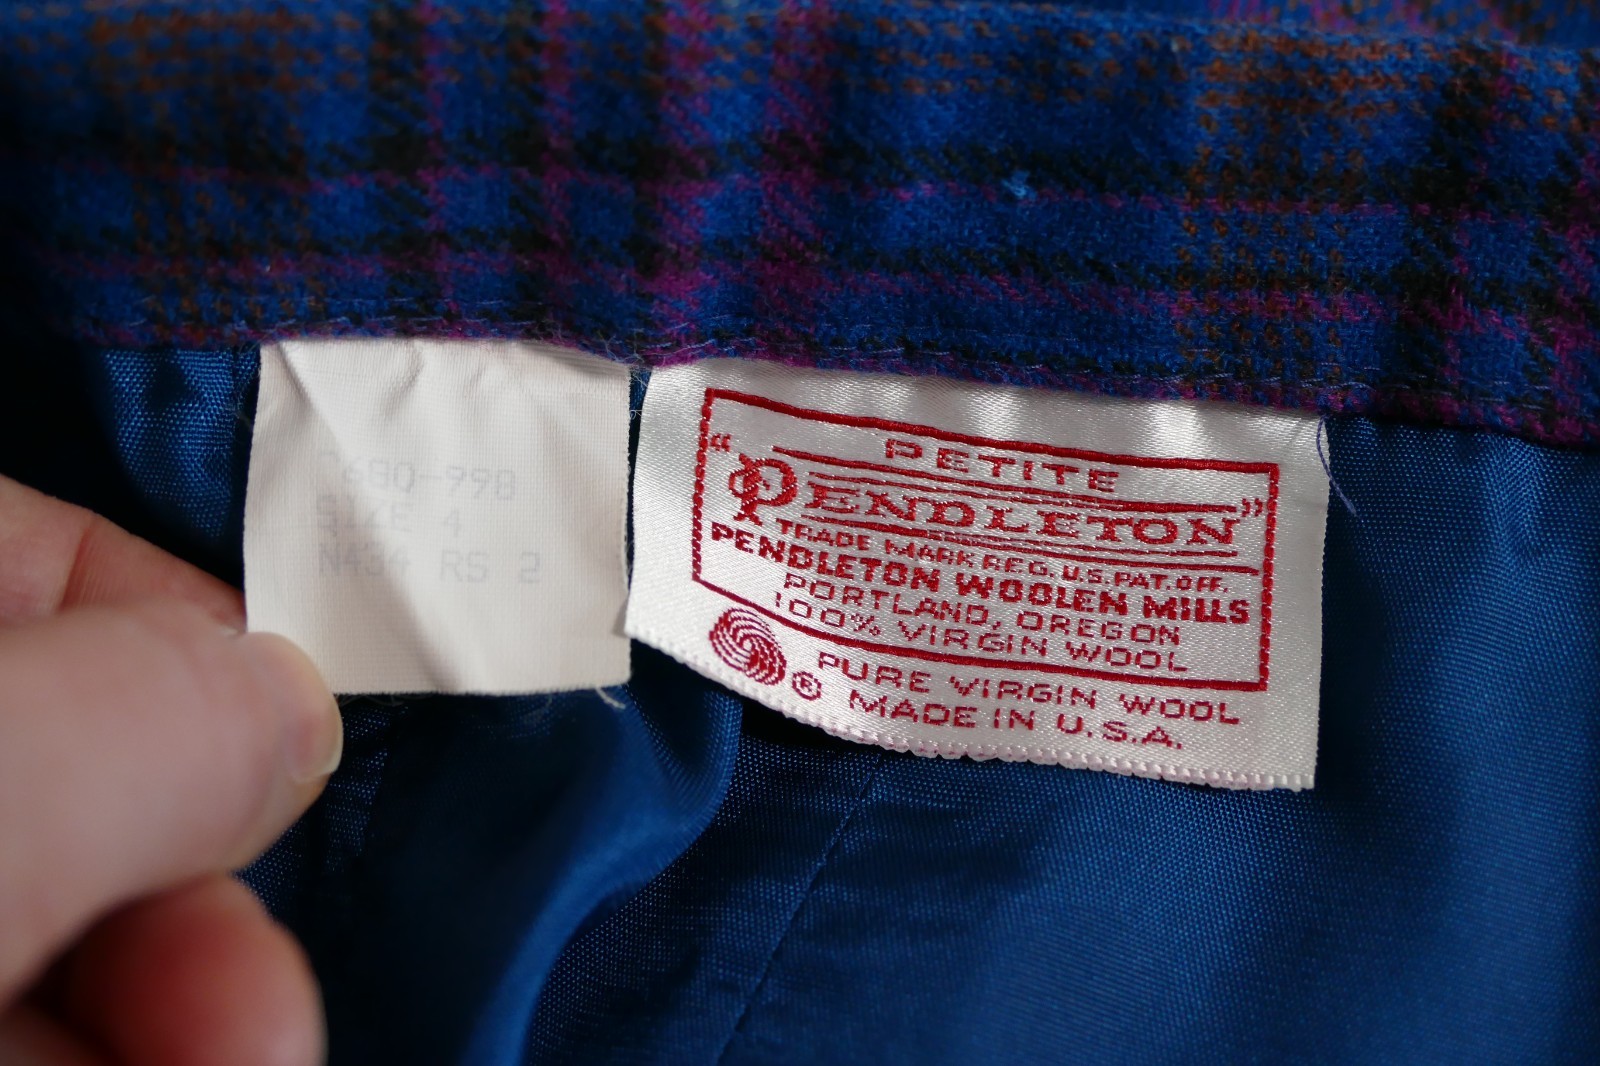 680-998
SIZE 4
N434 RS 2
PETITE
"PENDLETON"
TRADE MARK REG. U.S. PAT. OFF.
PENDLETON WOOLEN MILLS
PORTLAND, OREGON
100% VIRGIN WOOL
PURE VIRGIN WOOL
® MADE IN U.S.A.